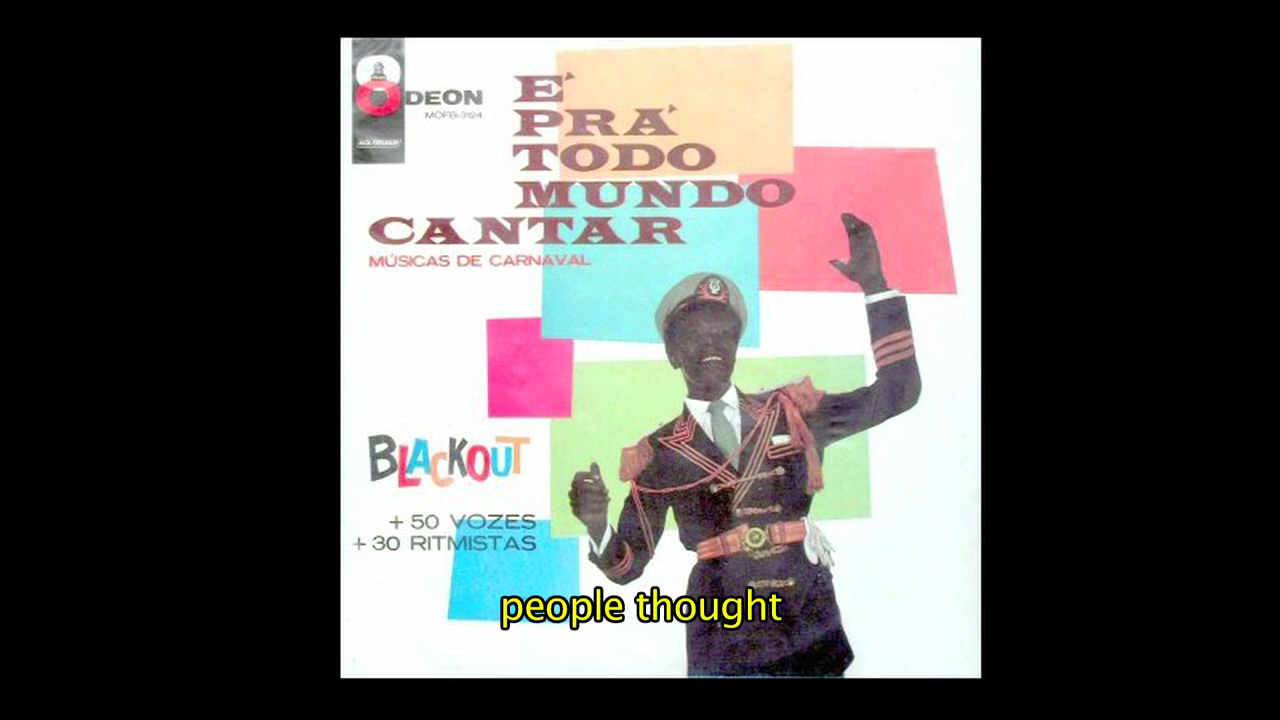 ODEON
MOFB-3124
E'
PRA'
TODO
MUNDO
CANTAR
MÚSICAS DE CARNAVAL
BLACKOUT
+ 50 VOZES
+ 30 RITMISTAS
people thought